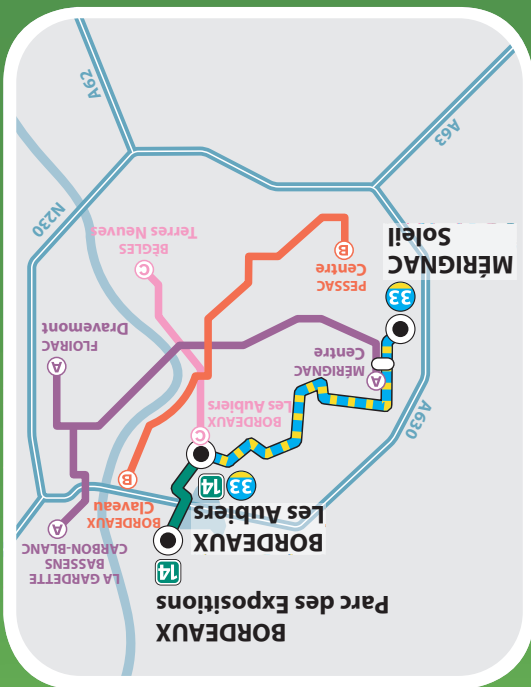 BORDEAUX
Parc des Expositions
14
LA GARDETTE
BASSENS
CARBON-BLANC
A
BORDEAUX
Les Aubiers
14
33
BORDEAUX
Claveau
B
C
BORDEAUX
Les Aubiers
A630
A
MÉRIGNAC
Centre
33
MÉRIGNAC
Soleil
A
FLOIRAC
Dravemont
PESSAC
Centre
B
C
BÈGLES
Terres Neuves
N230
A63
A62